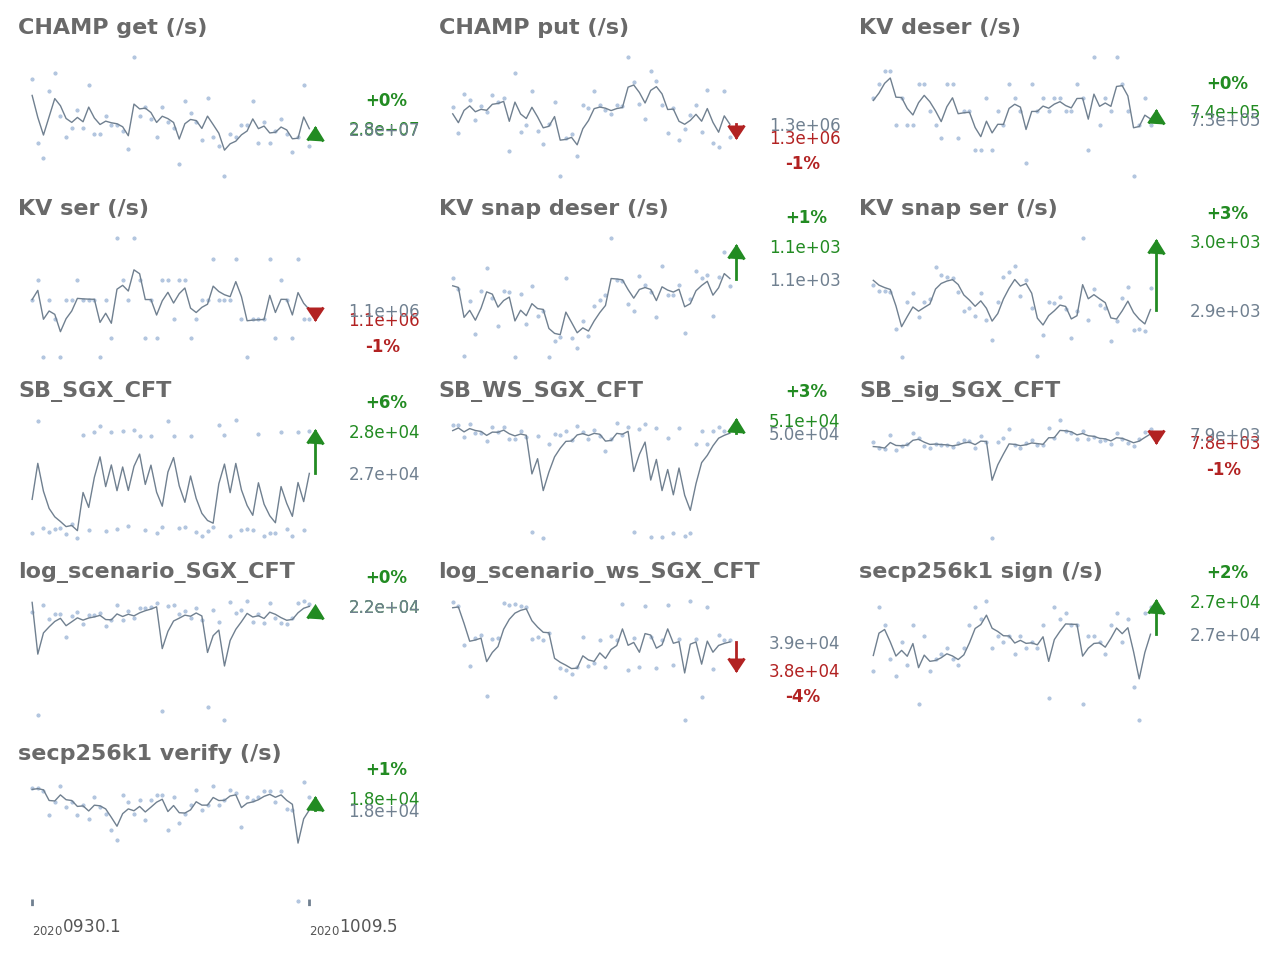 CHAMP get (/s)
+0%
2.8e+07
CHAMP put (/s)
1.3e+06
1.3e+06
-1%
KV deser (/s)
+0%
7.4e+05
7.3e+05
KV ser (/s)
1.1e+06
1.1e+06
-1%
KV snap deser (/s)
+1%
1.1e+03
1.1e+03
KV snap ser (/s)
+3%
3.0e+03
2.9e+03
SB_SGX_CFT
+6%
2.8e+04
2.7e+04
SB_WS_SGX_CFT
+3%
5.1e+04
5.0e+04
SB_sig_SGX_CFT
7.9e+03
7.8e+03
-1%
log_scenario_SGX_CFT
+0%
2.2e+04
log_scenario_ws_SGX_CFT
3.9e+04
3.8e+04
-4%
secp256k1 sign (/s)
+2%
2.7e+04
2.7e+04
secp256k1 verify (/s)
+1%
1.8e+04
1.8e+04
20200930.1
20201009.5